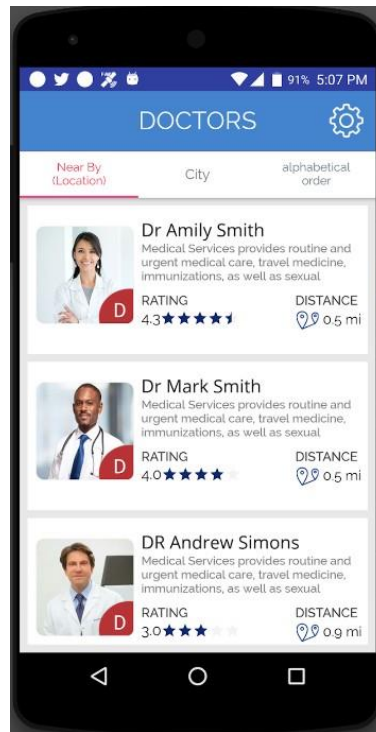 91% 5:07 PM
DOCTORS
Near By
(Location)
City
alphabetical
order
Dr Amily Smith
Medical Services provides routine and
urgent medical care, travel medicine,
immunizations, as well as sexual
RATING
DISTANCE
4.3
0.5 mi
D
Dr Mark Smith
Medical Services provides routine and
urgent medical care, travel medicine,
immunizations, as well as sexual
RATING
DISTANCE
4.0
0.5 mi
D
DR Andrew Simons
Medical Services provides routine and
urgent medical care, travel medicine,
immunizations, as well as sexual
RATING
DISTANCE
3.0
0.9 mi
D